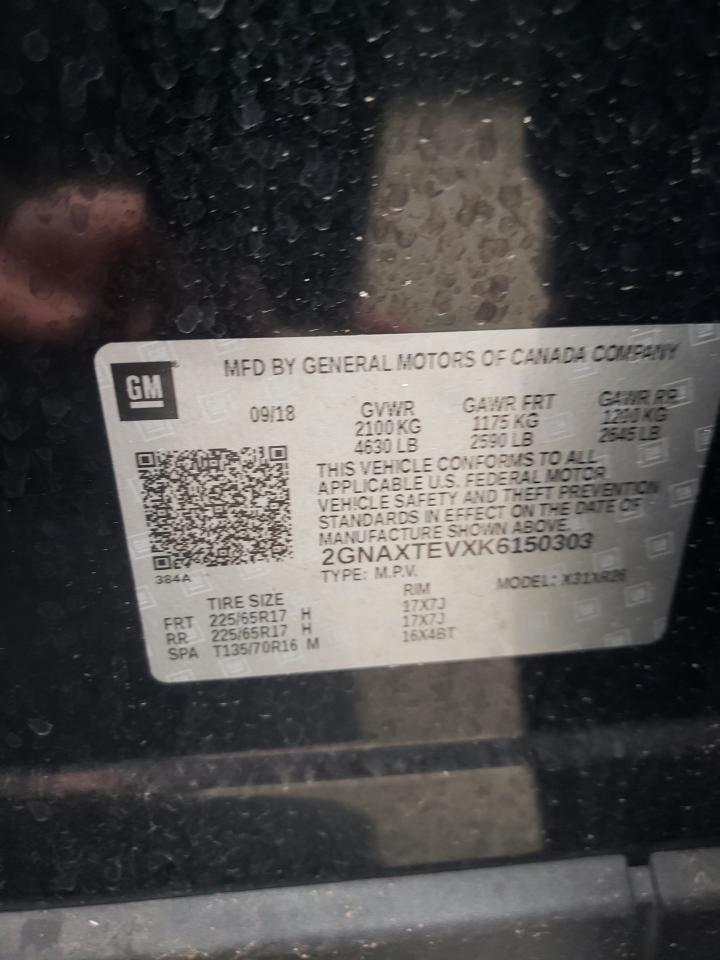 GM
MFD BY GENERAL MOTORS OF CANADA COMPANY
09/18
GVWR GAWR FRT GAWR RR
2100 KG 1175 KG 1200 KG
4630 LB 2590 LB 2645 LB
THIS VEHICLE CONFORMS TO ALL
APPLICABLE U.S. FEDERAL MOTOR
VEHICLE SAFETY AND THEFT PREVENTION
STANDARDS IN EFFECT ON THE DATE OF
MANUFACTURE SHOWN ABOVE.
2GNAXTEVXK6150303
384A
TYPE: M.P.V. MODEL: X31XR26
TIRE SIZE RIM
FRT 225/65R17 H 17X7J
RR 225/65R17 H 17X7J
SPA T135/70R16 M 16X4BT